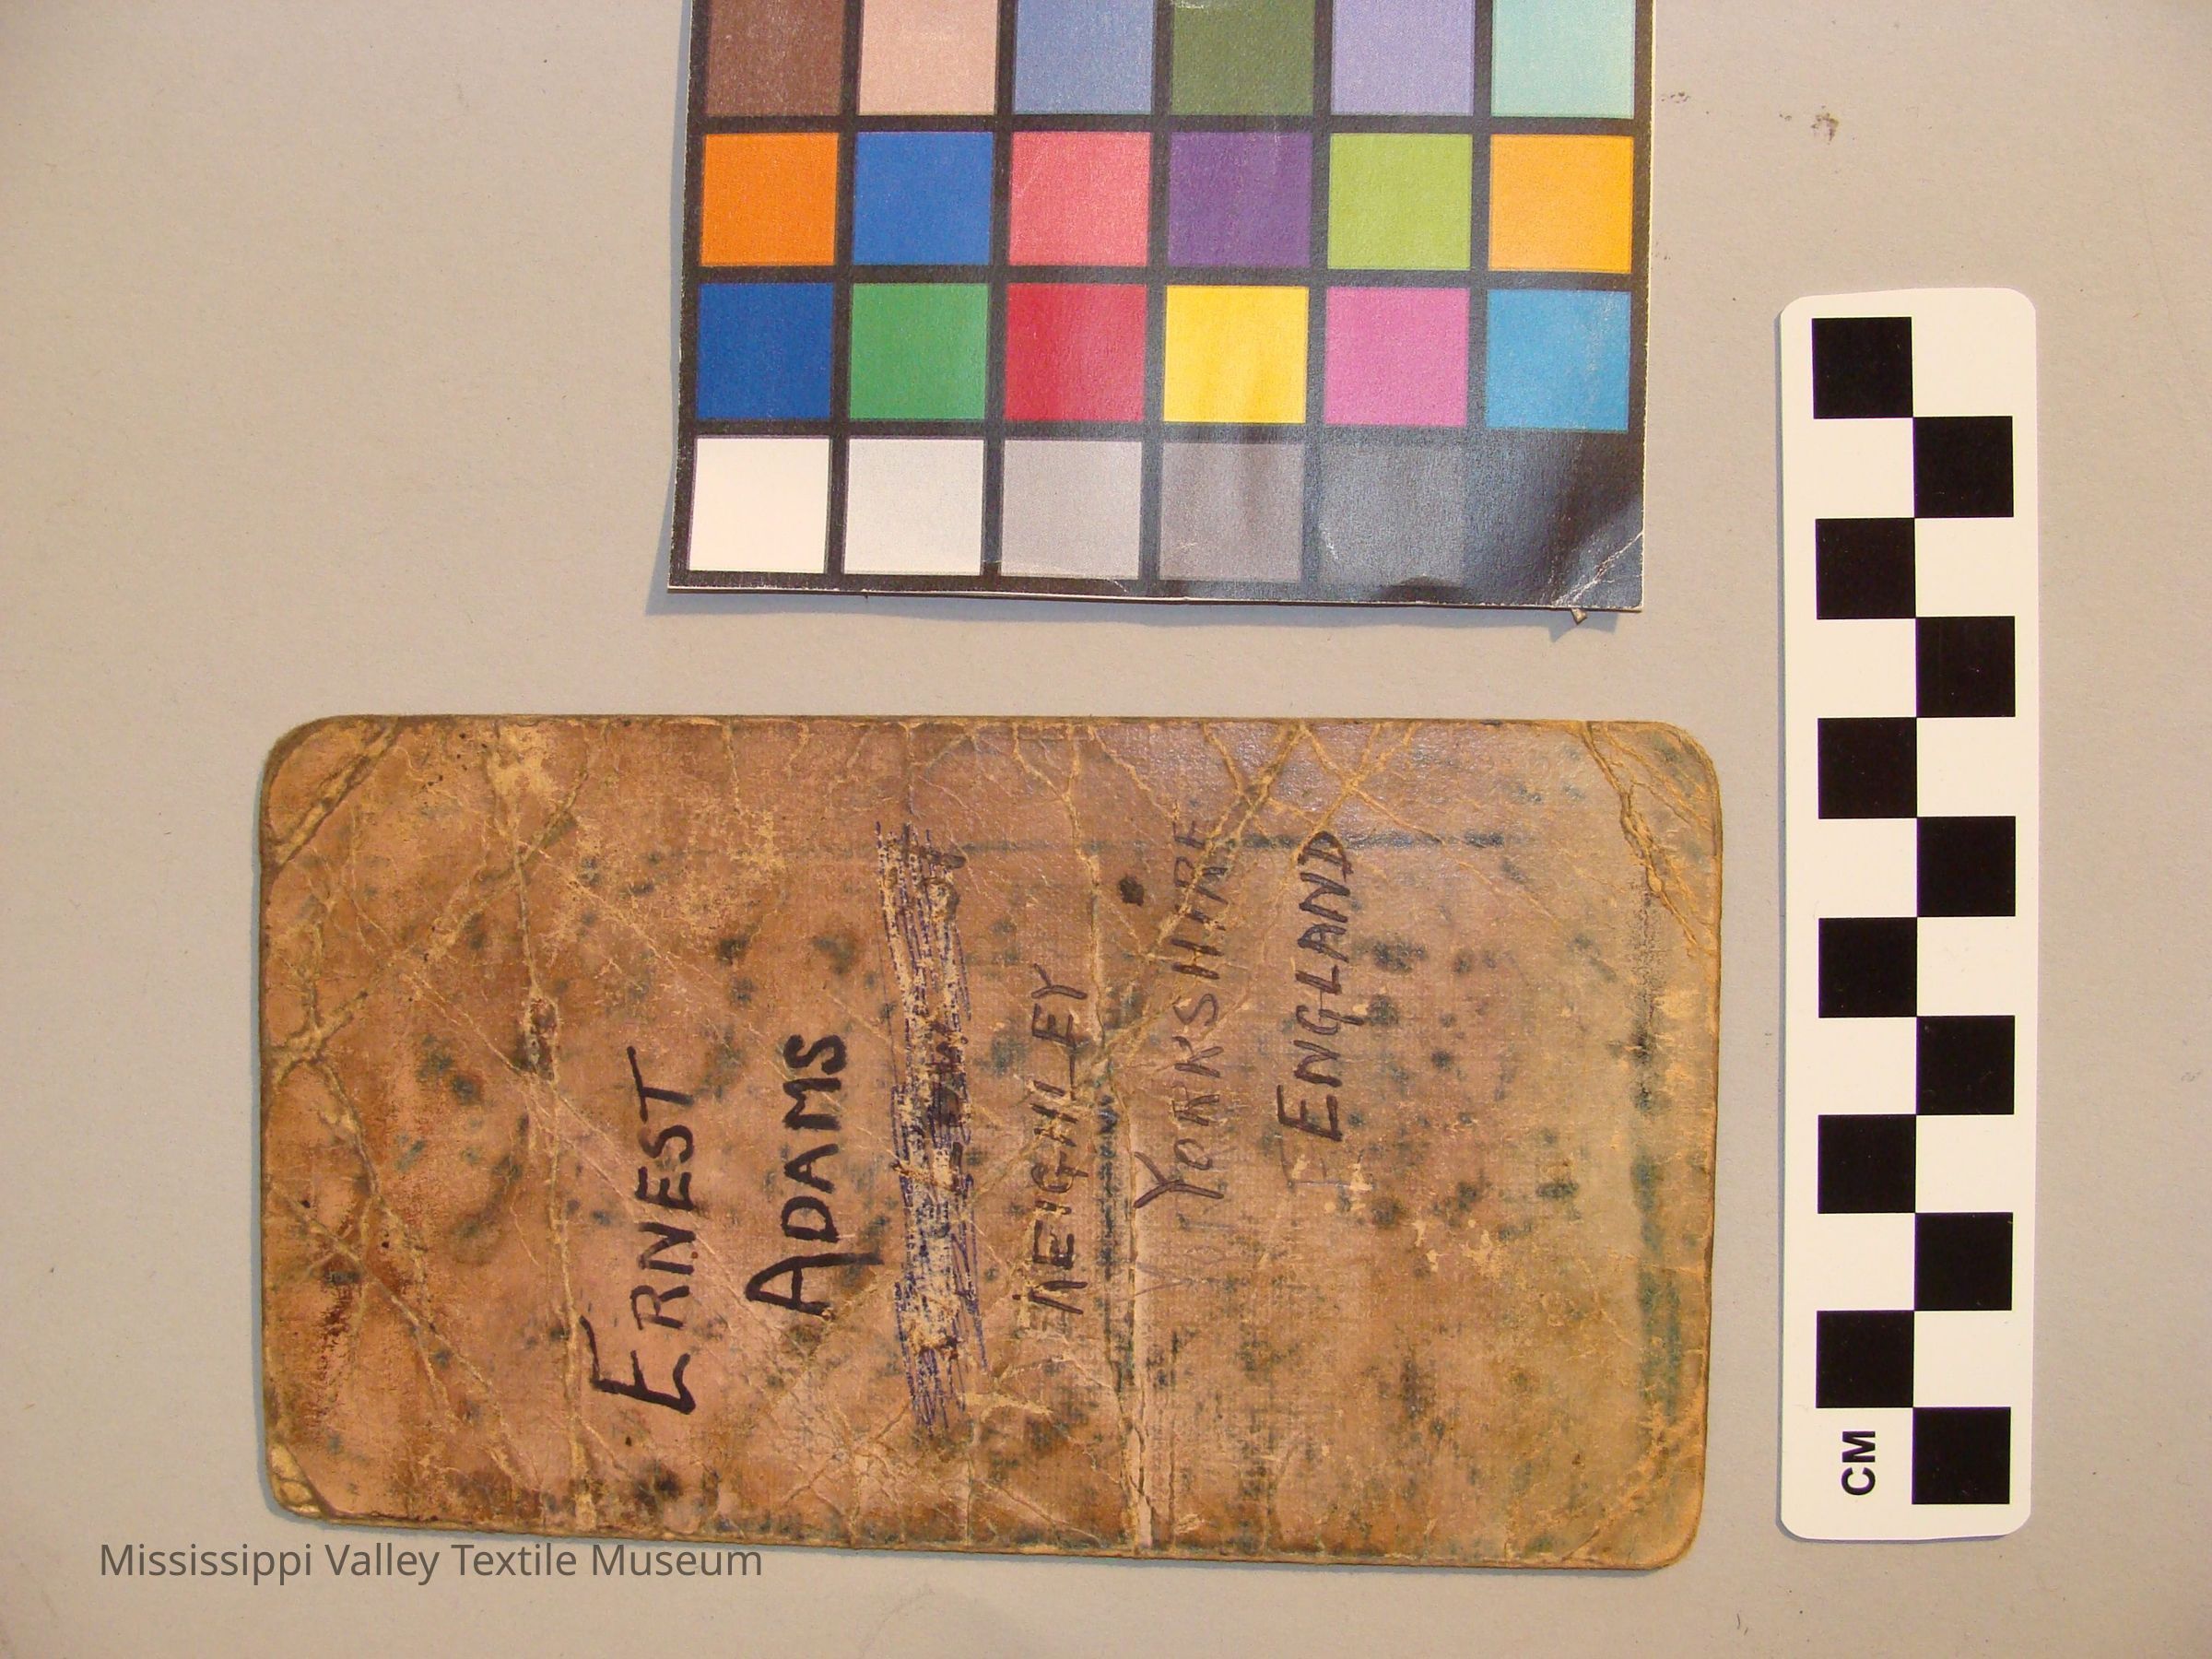 ERNEST
ADAMS
KEIGHLEY
YORKSHIRE
ENGLAND
CM
Mississippi Valley Textile Museum